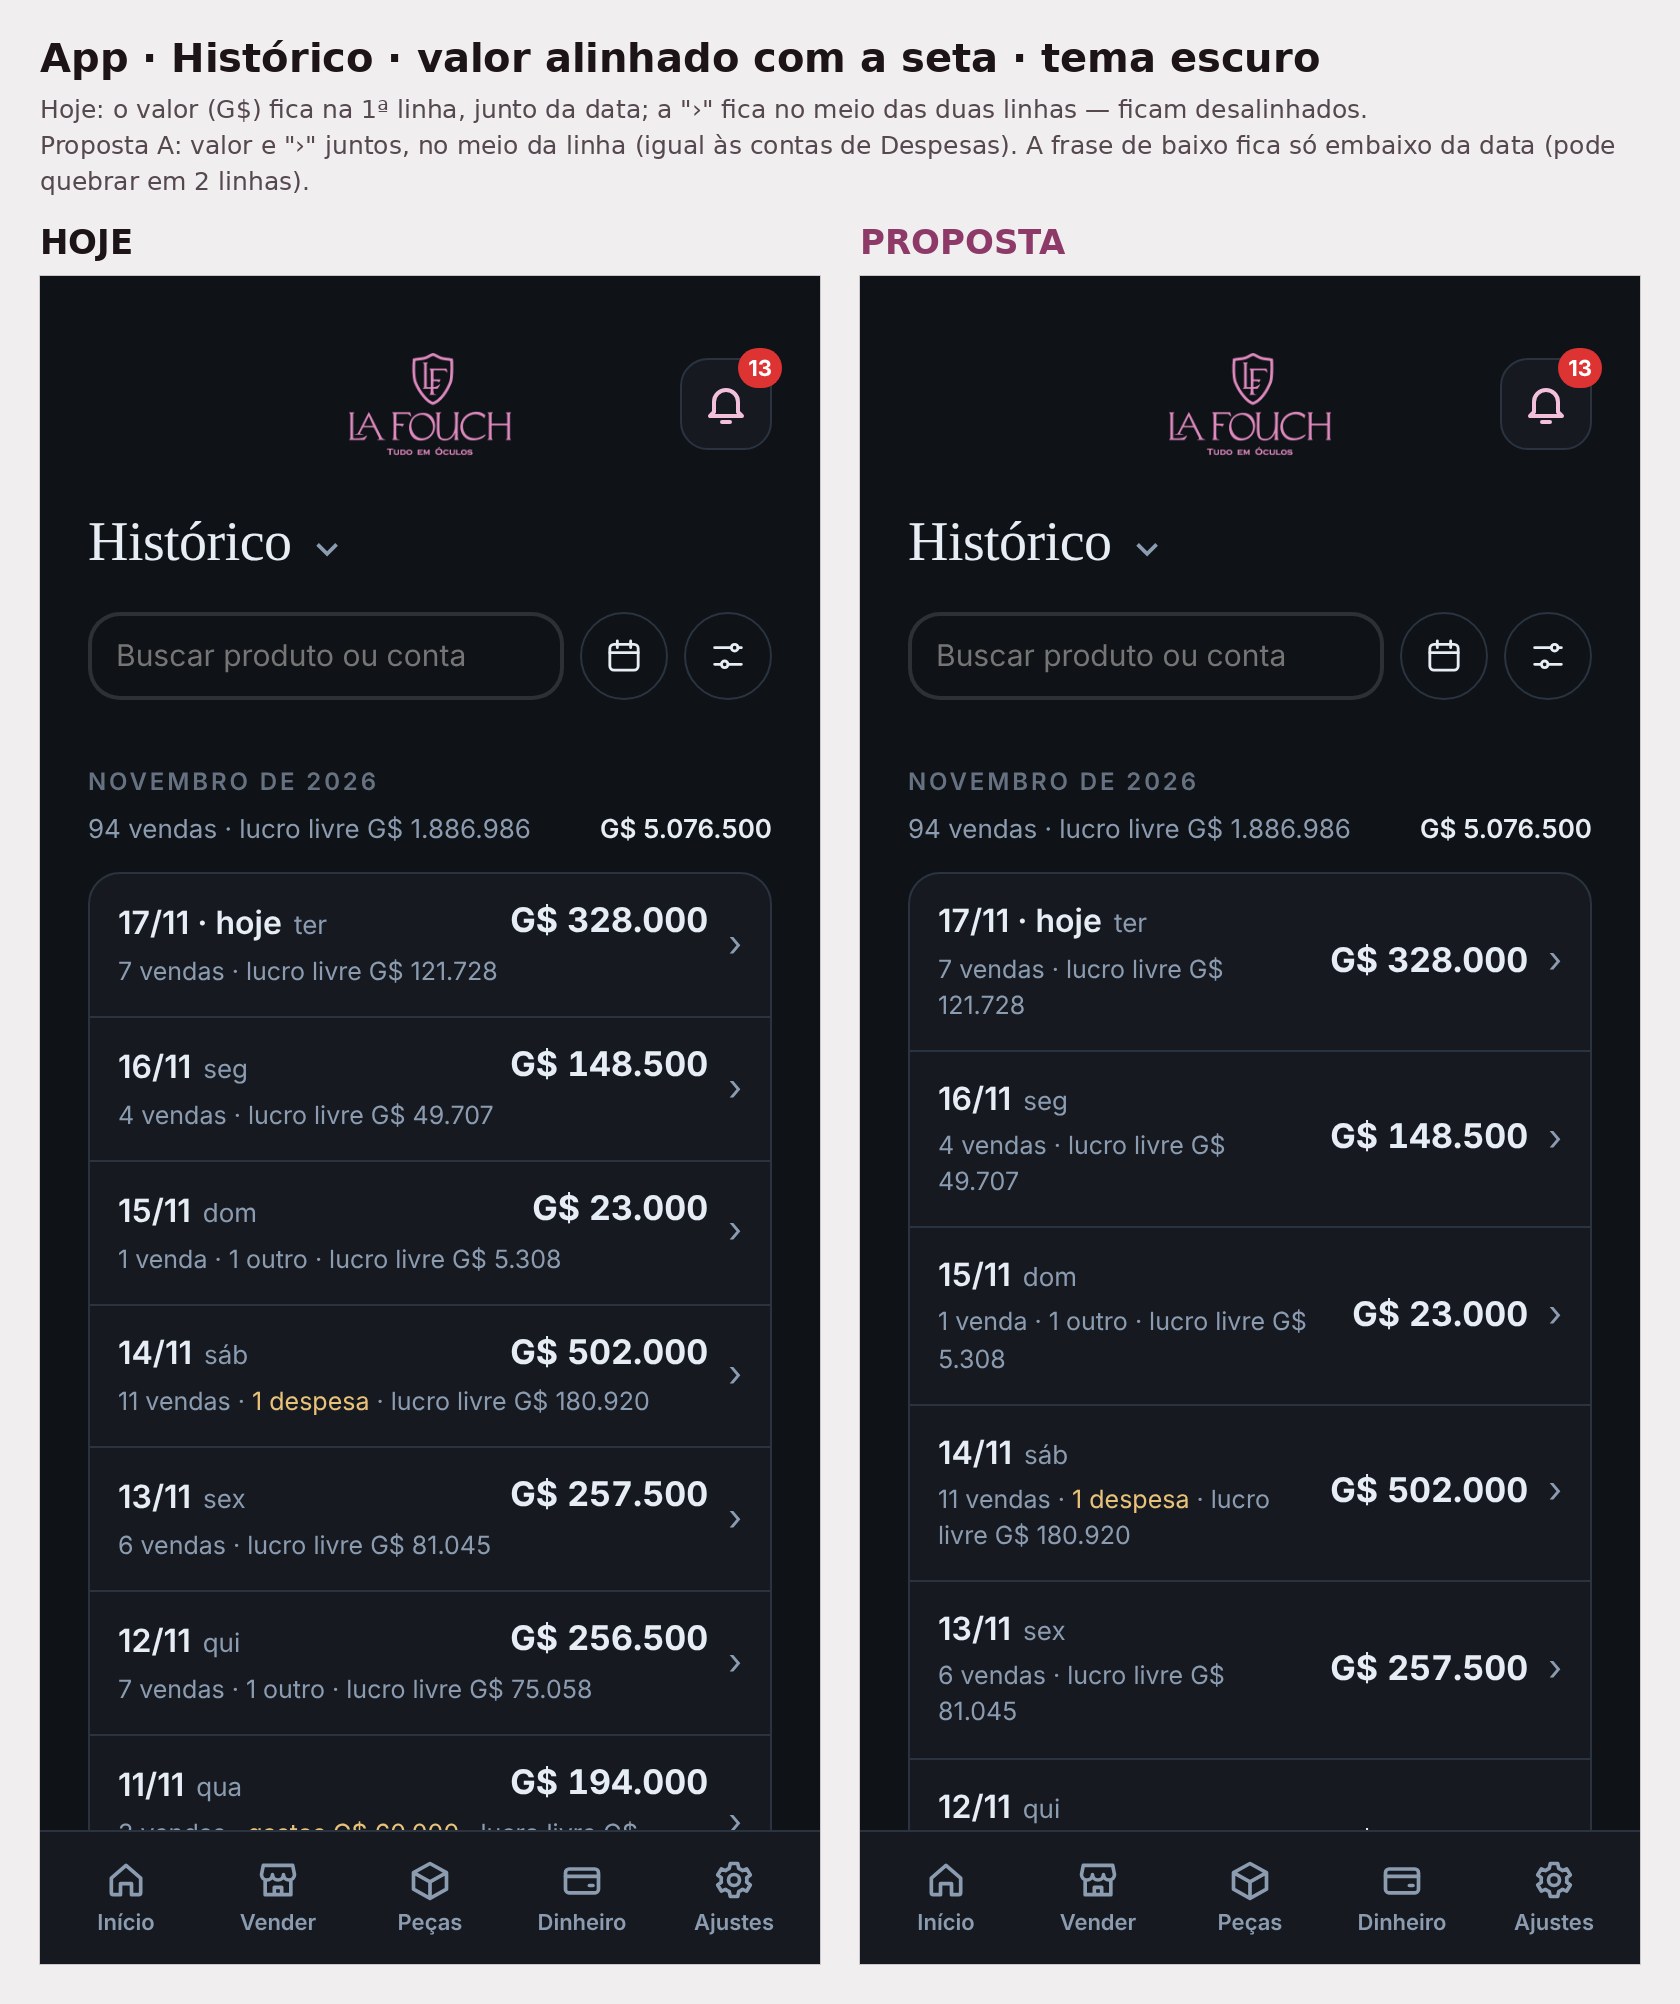 App · Histórico · valor alinhado com a seta · tema escuro
Hoje: o valor (G$) fica na 1ª linha, junto da data; a "›" fica no meio das duas linhas — ficam desalinhados.
Proposta A: valor e "›" juntos, no meio da linha (igual às contas de Despesas). A frase de baixo fica só embaixo da data (pode
quebrar em 2 linhas).
HOJE
LF
LA FOUCH
TUDO EM ÓCULOS
13
Histórico
Buscar produto ou conta
NOVEMBRO DE 2026
94 vendas · lucro livre G$ 1.886.986 G$ 5.076.500
17/11 · hoje ter G$ 328.000 ›
7 vendas · lucro livre G$ 121.728
16/11 seg G$ 148.500 ›
4 vendas · lucro livre G$ 49.707
15/11 dom G$ 23.000 ›
1 venda · 1 outro · lucro livre G$ 5.308
14/11 sáb G$ 502.000 ›
11 vendas · 1 despesa · lucro livre G$ 180.920
13/11 sex G$ 257.500 ›
6 vendas · lucro livre G$ 81.045
12/11 qui G$ 256.500 ›
7 vendas · 1 outro · lucro livre G$ 75.058
11/11 qua G$ 194.000 ›
Início Vender Peças Dinheiro Ajustes
PROPOSTA
LF
LA FOUCH
TUDO EM ÓCULOS
13
Histórico
Buscar produto ou conta
NOVEMBRO DE 2026
94 vendas · lucro livre G$ 1.886.986 G$ 5.076.500
17/11 · hoje ter
7 vendas · lucro livre G$
121.728
G$ 328.000 ›
16/11 seg
4 vendas · lucro livre G$
49.707
G$ 148.500 ›
15/11 dom
1 venda · 1 outro · lucro livre G$
5.308
G$ 23.000 ›
14/11 sáb
11 vendas · 1 despesa · lucro
livre G$ 180.920
G$ 502.000 ›
13/11 sex
6 vendas · lucro livre G$
81.045
G$ 257.500 ›
12/11 qui
Início Vender Peças Dinheiro Ajustes